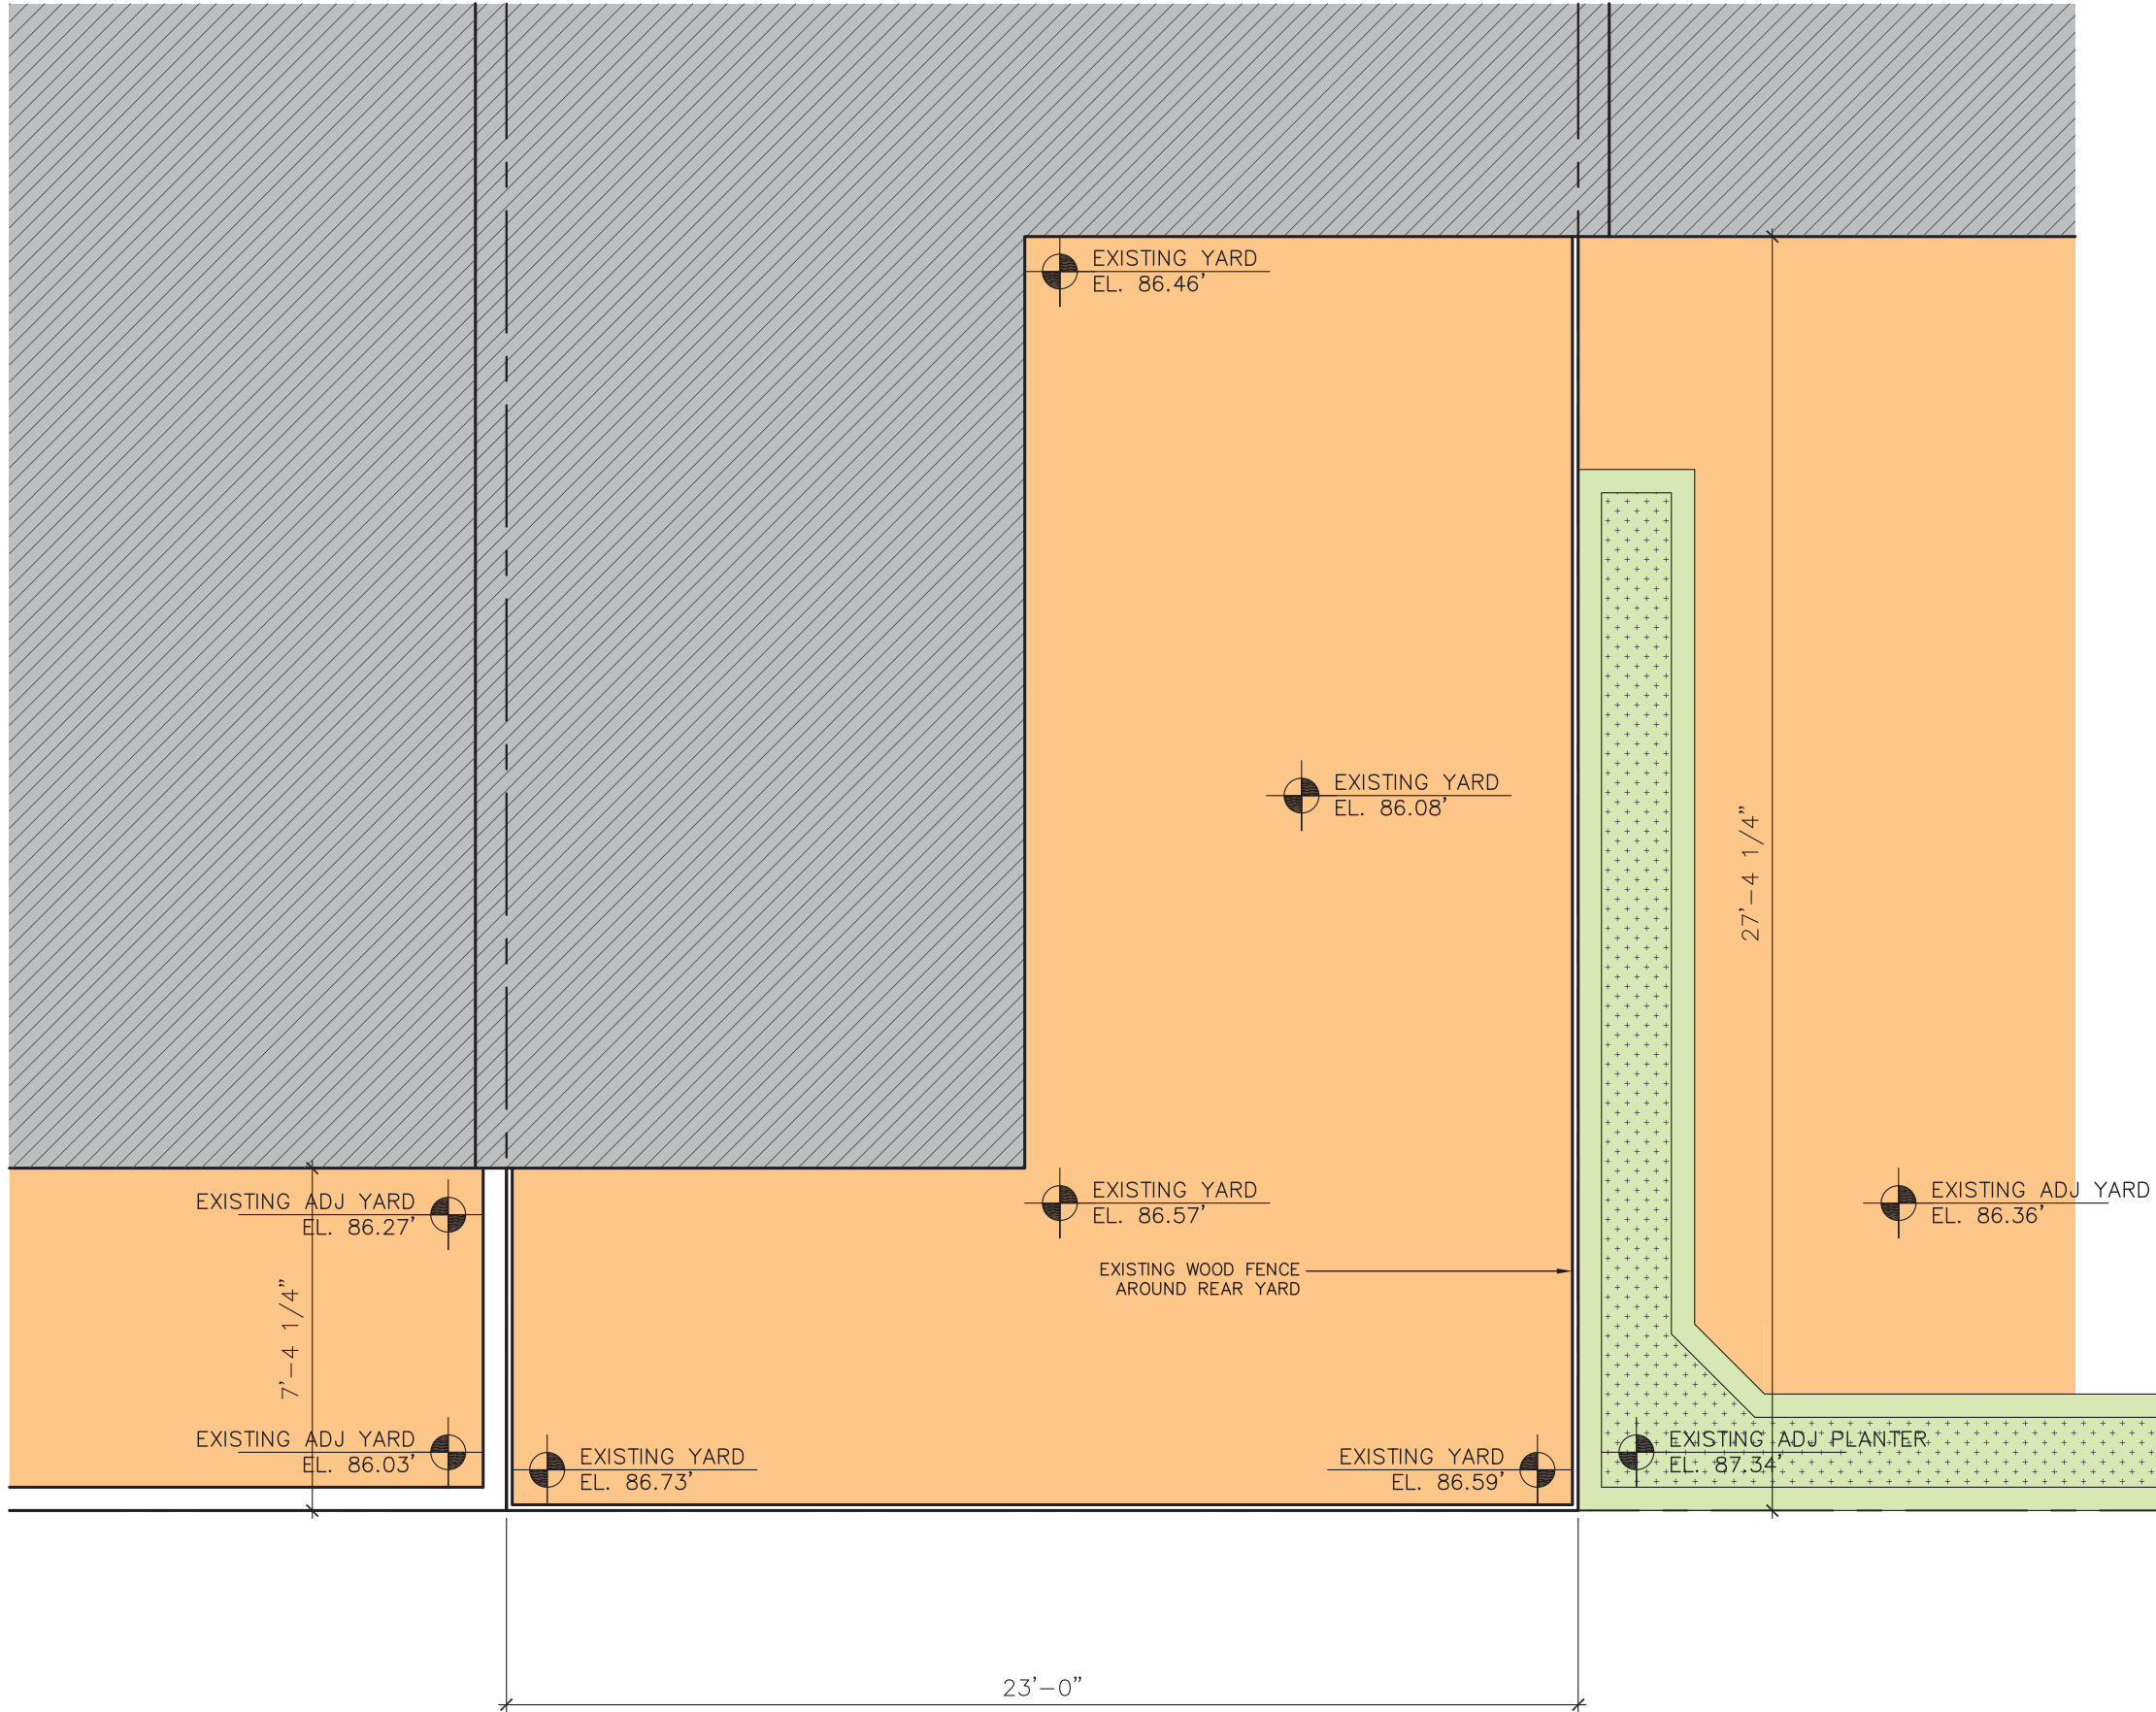 EXISTING YARD
EL. 86.46'
EXISTING YARD
EL. 86.08'
27'-4 1/4"
EXISTING ADJ YARD
EL. 86.27'
EXISTING YARD
EL. 86.57'
EXISTING ADJ YARD
EL. 86.36'
EXISTING WOOD FENCE
AROUND REAR YARD
7'-4 1/4"
EXISTING ADJ YARD
EL. 86.03'
EXISTING YARD
EL. 86.73'
EXISTING YARD
EL. 86.59'
EXISTING ADJ PLANTER
EL. 87.34'
23'-0"